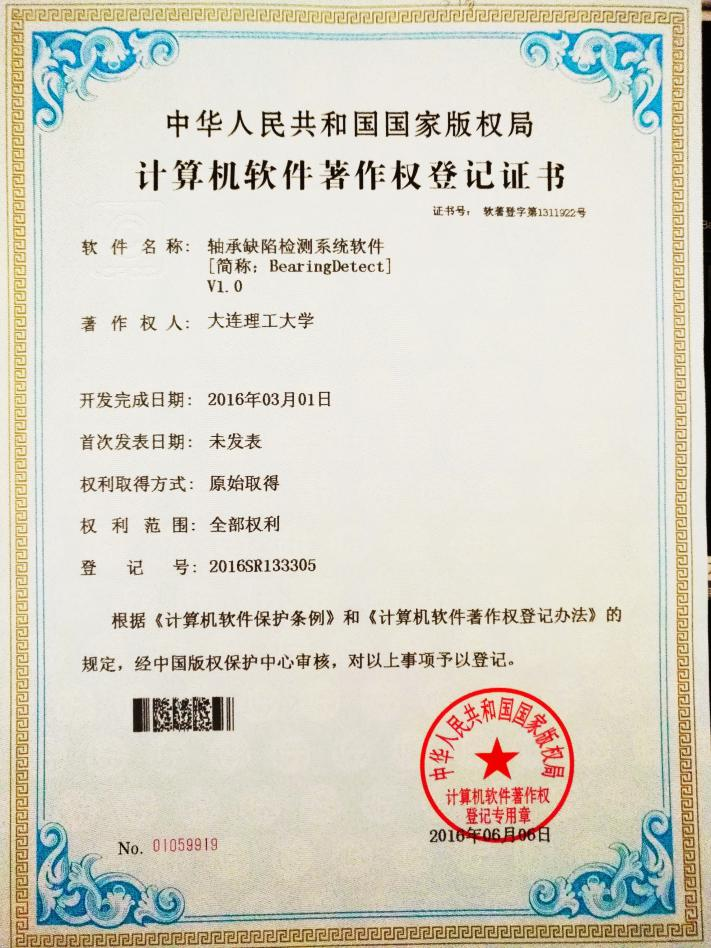 中华人民共和国国家版权局
计算机软件著作权登记证书
证书号： 软著登字第1311922号
软件名称： 轴承缺陷检测系统软件
[简称：BearingDetect]
V1.0
著作权人： 大连理工大学
开发完成日期： 2016年03月01日
首次发表日期： 未发表
权利取得方式： 原始取得
权利范围： 全部权利
登记号： 2016SR133305
根据《计算机软件保护条例》和《计算机软件著作权登记办法》的
规定，经中国版权保护中心审核，对以上事项予以登记。
中华人民共和国国家版权局
计算机软件著作权
登记专用章
2016年06月06日
No. 01059919